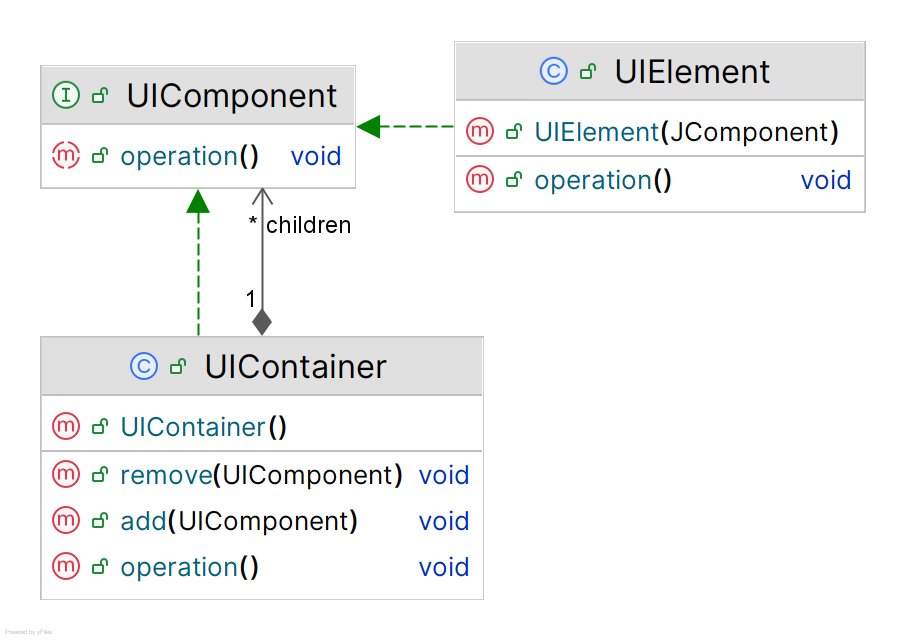 UIComponent
operation() void
UIElement
UIElement(JComponent)
operation() void
* children
1
UIContainer
UIContainer()
remove(UIComponent) void
add(UIComponent) void
operation() void
Powered by yFiles